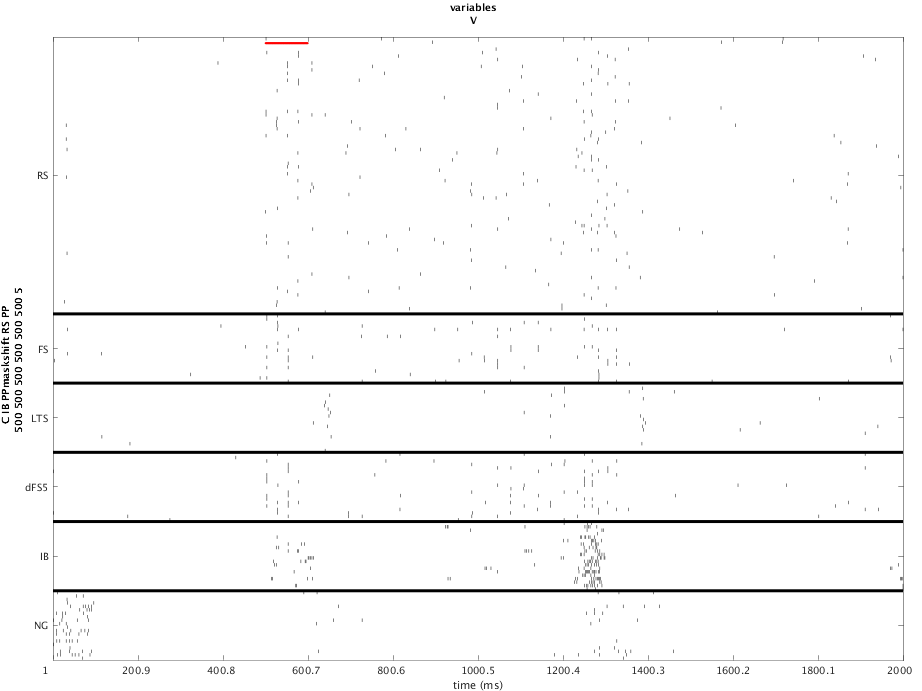 variables
V
C IB PPmaskshift RS PP
500 500 500 500 500 500 5
RS
FS
LTS
dFS5
IB
NG
1 200.9 400.8 600.7 800.6 1000.5 1200.4 1400.3 1600.2 1800.1 2000
time (ms)